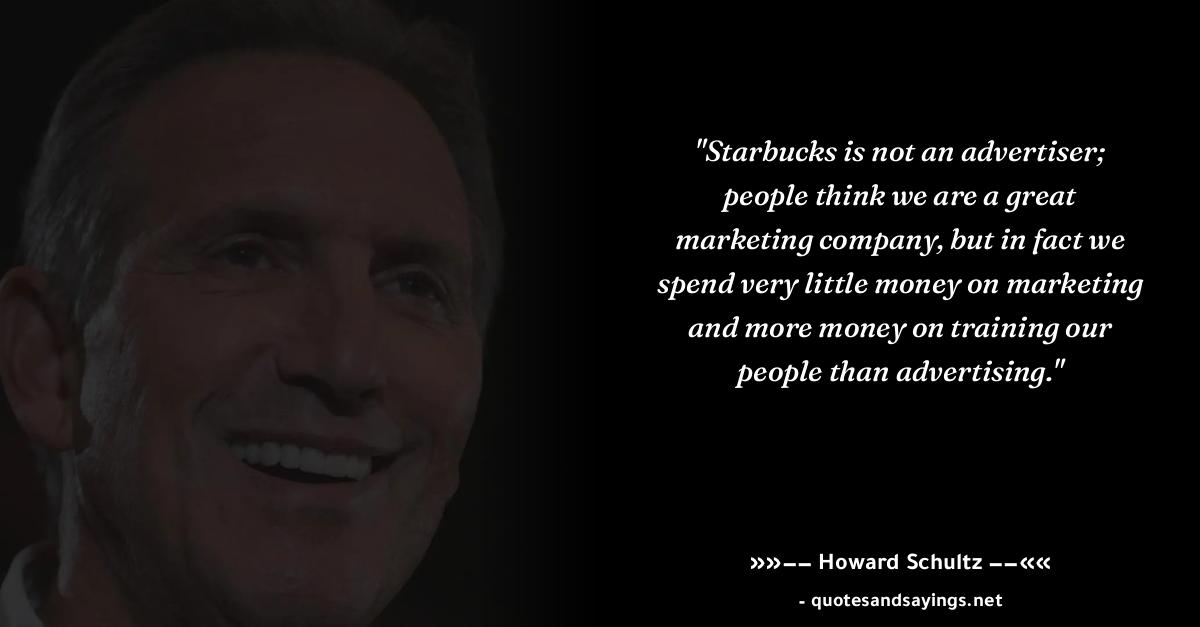 "Starbucks is not an advertiser;
people think we are a great
marketing company, but in fact we
spend very little money on marketing
and more money on training our
people than advertising."
»»−− Howard Schultz −−««
- quotesandsayings.net